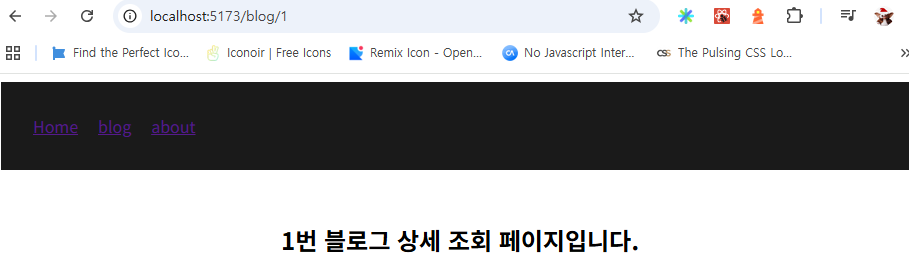 localhost:5173/blog/1
Find the Perfect Ico... Iconoir | Free Icons Remix Icon - Open... No Javascript Inter... The Pulsing CSS Lo...
Home blog about
1번 블로그 상세 조회 페이지입니다.